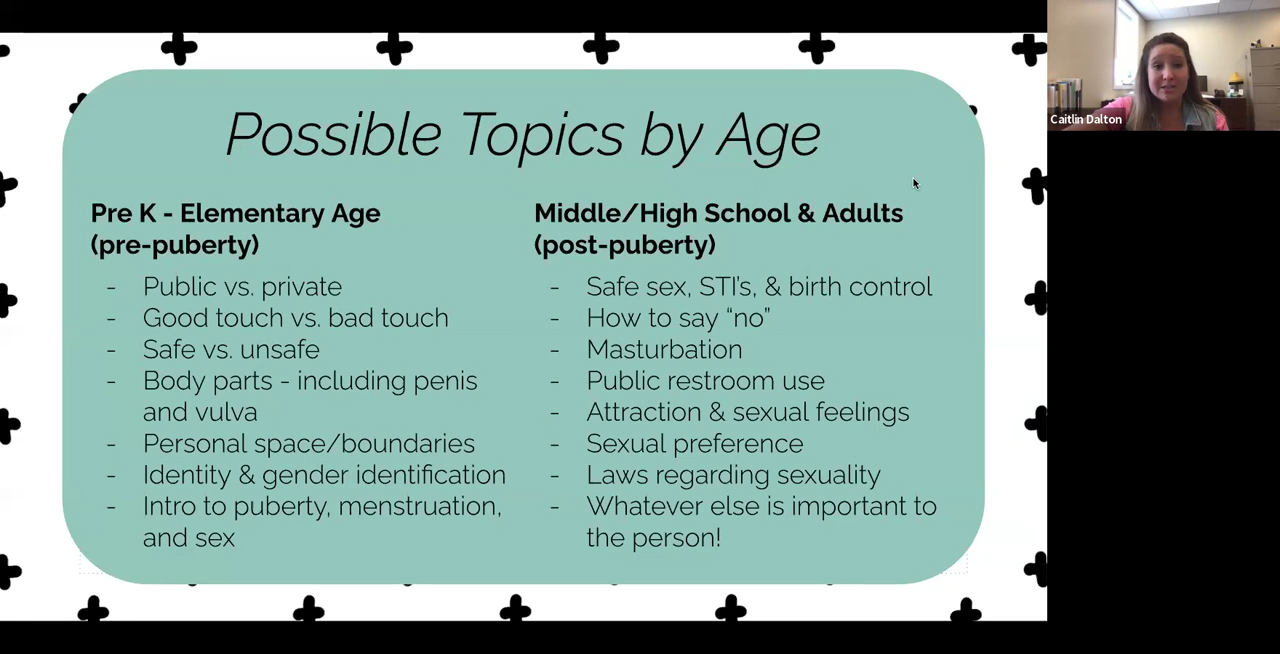 Possible Topics by Age
Pre K - Elementary Age
(pre-puberty)
- Public vs. private
- Good touch vs. bad touch
- Safe vs. unsafe
- Body parts - including penis
and vulva
- Personal space/boundaries
- Identity & gender identification
- Intro to puberty, menstruation,
and sex
Middle/High School & Adults
(post-puberty)
- Safe sex, STI's, & birth control
- How to say “no”
- Masturbation
- Public restroom use
- Attraction & sexual feelings
- Sexual preference
- Laws regarding sexuality
- Whatever else is important to
the person!
Caitlin Dalton